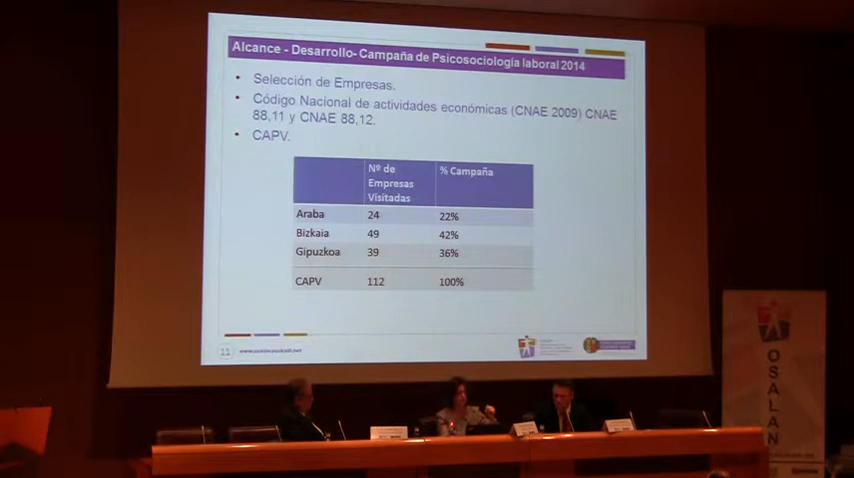 Alcance - Desarrollo- Campaña de Psicosociología laboral 2014
• Selección de Empresas.
• Código Nacional de actividades económicas (CNAE 2009) CNAE
88,11 y CNAE 88,12.
• CAPV.
Nº de Empresas Visitadas % Campaña
Araba 24 22%
Bizkaia 49 42%
Gipuzkoa 39 36%
CAPV 112 100%
OSALAN